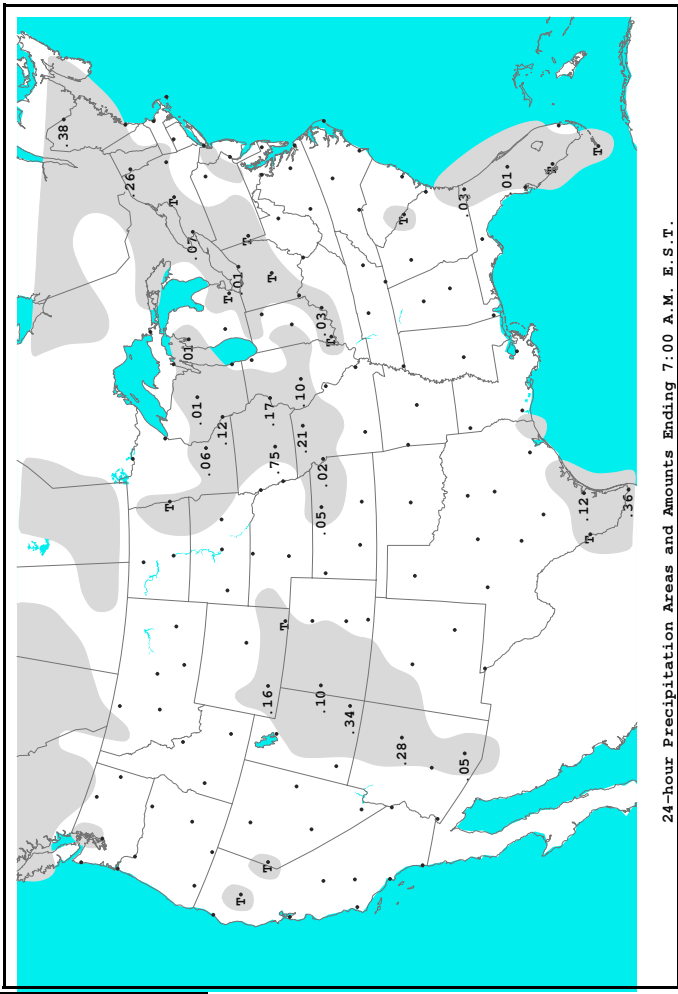 .38
.26
T
T
.01
.07
.01
.06
.12
T
.01
T
T
T
.16
.17
T
.75
T
.10
.21
.10
.05
.02
.03
T
.34
.28
T
.05
.03
.01
T
.12
T
T
.36
24-hour Precipitation Areas and Amounts Ending 7:00 A.M. E.S.T.